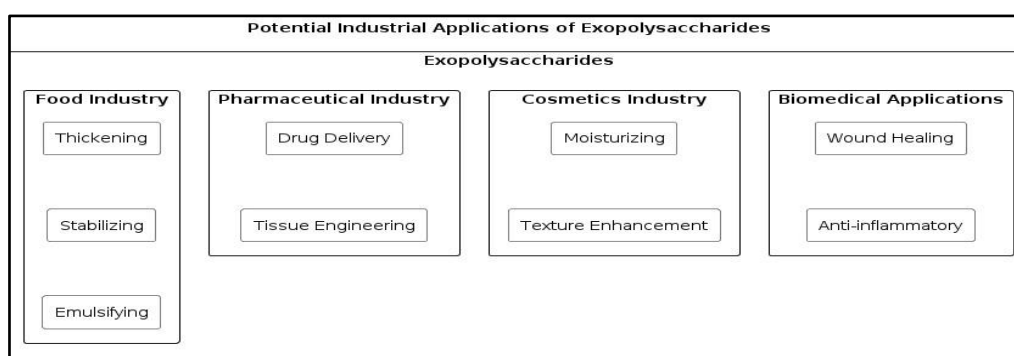 Potential Industrial Applications of Exopolysaccharides
Exopolysaccharides
Food Industry
Thickening
Stabilizing
Emulsifying
Pharmaceutical Industry
Drug Delivery
Tissue Engineering
Cosmetics Industry
Moisturizing
Texture Enhancement
Biomedical Applications
Wound Healing
Anti-inflammatory